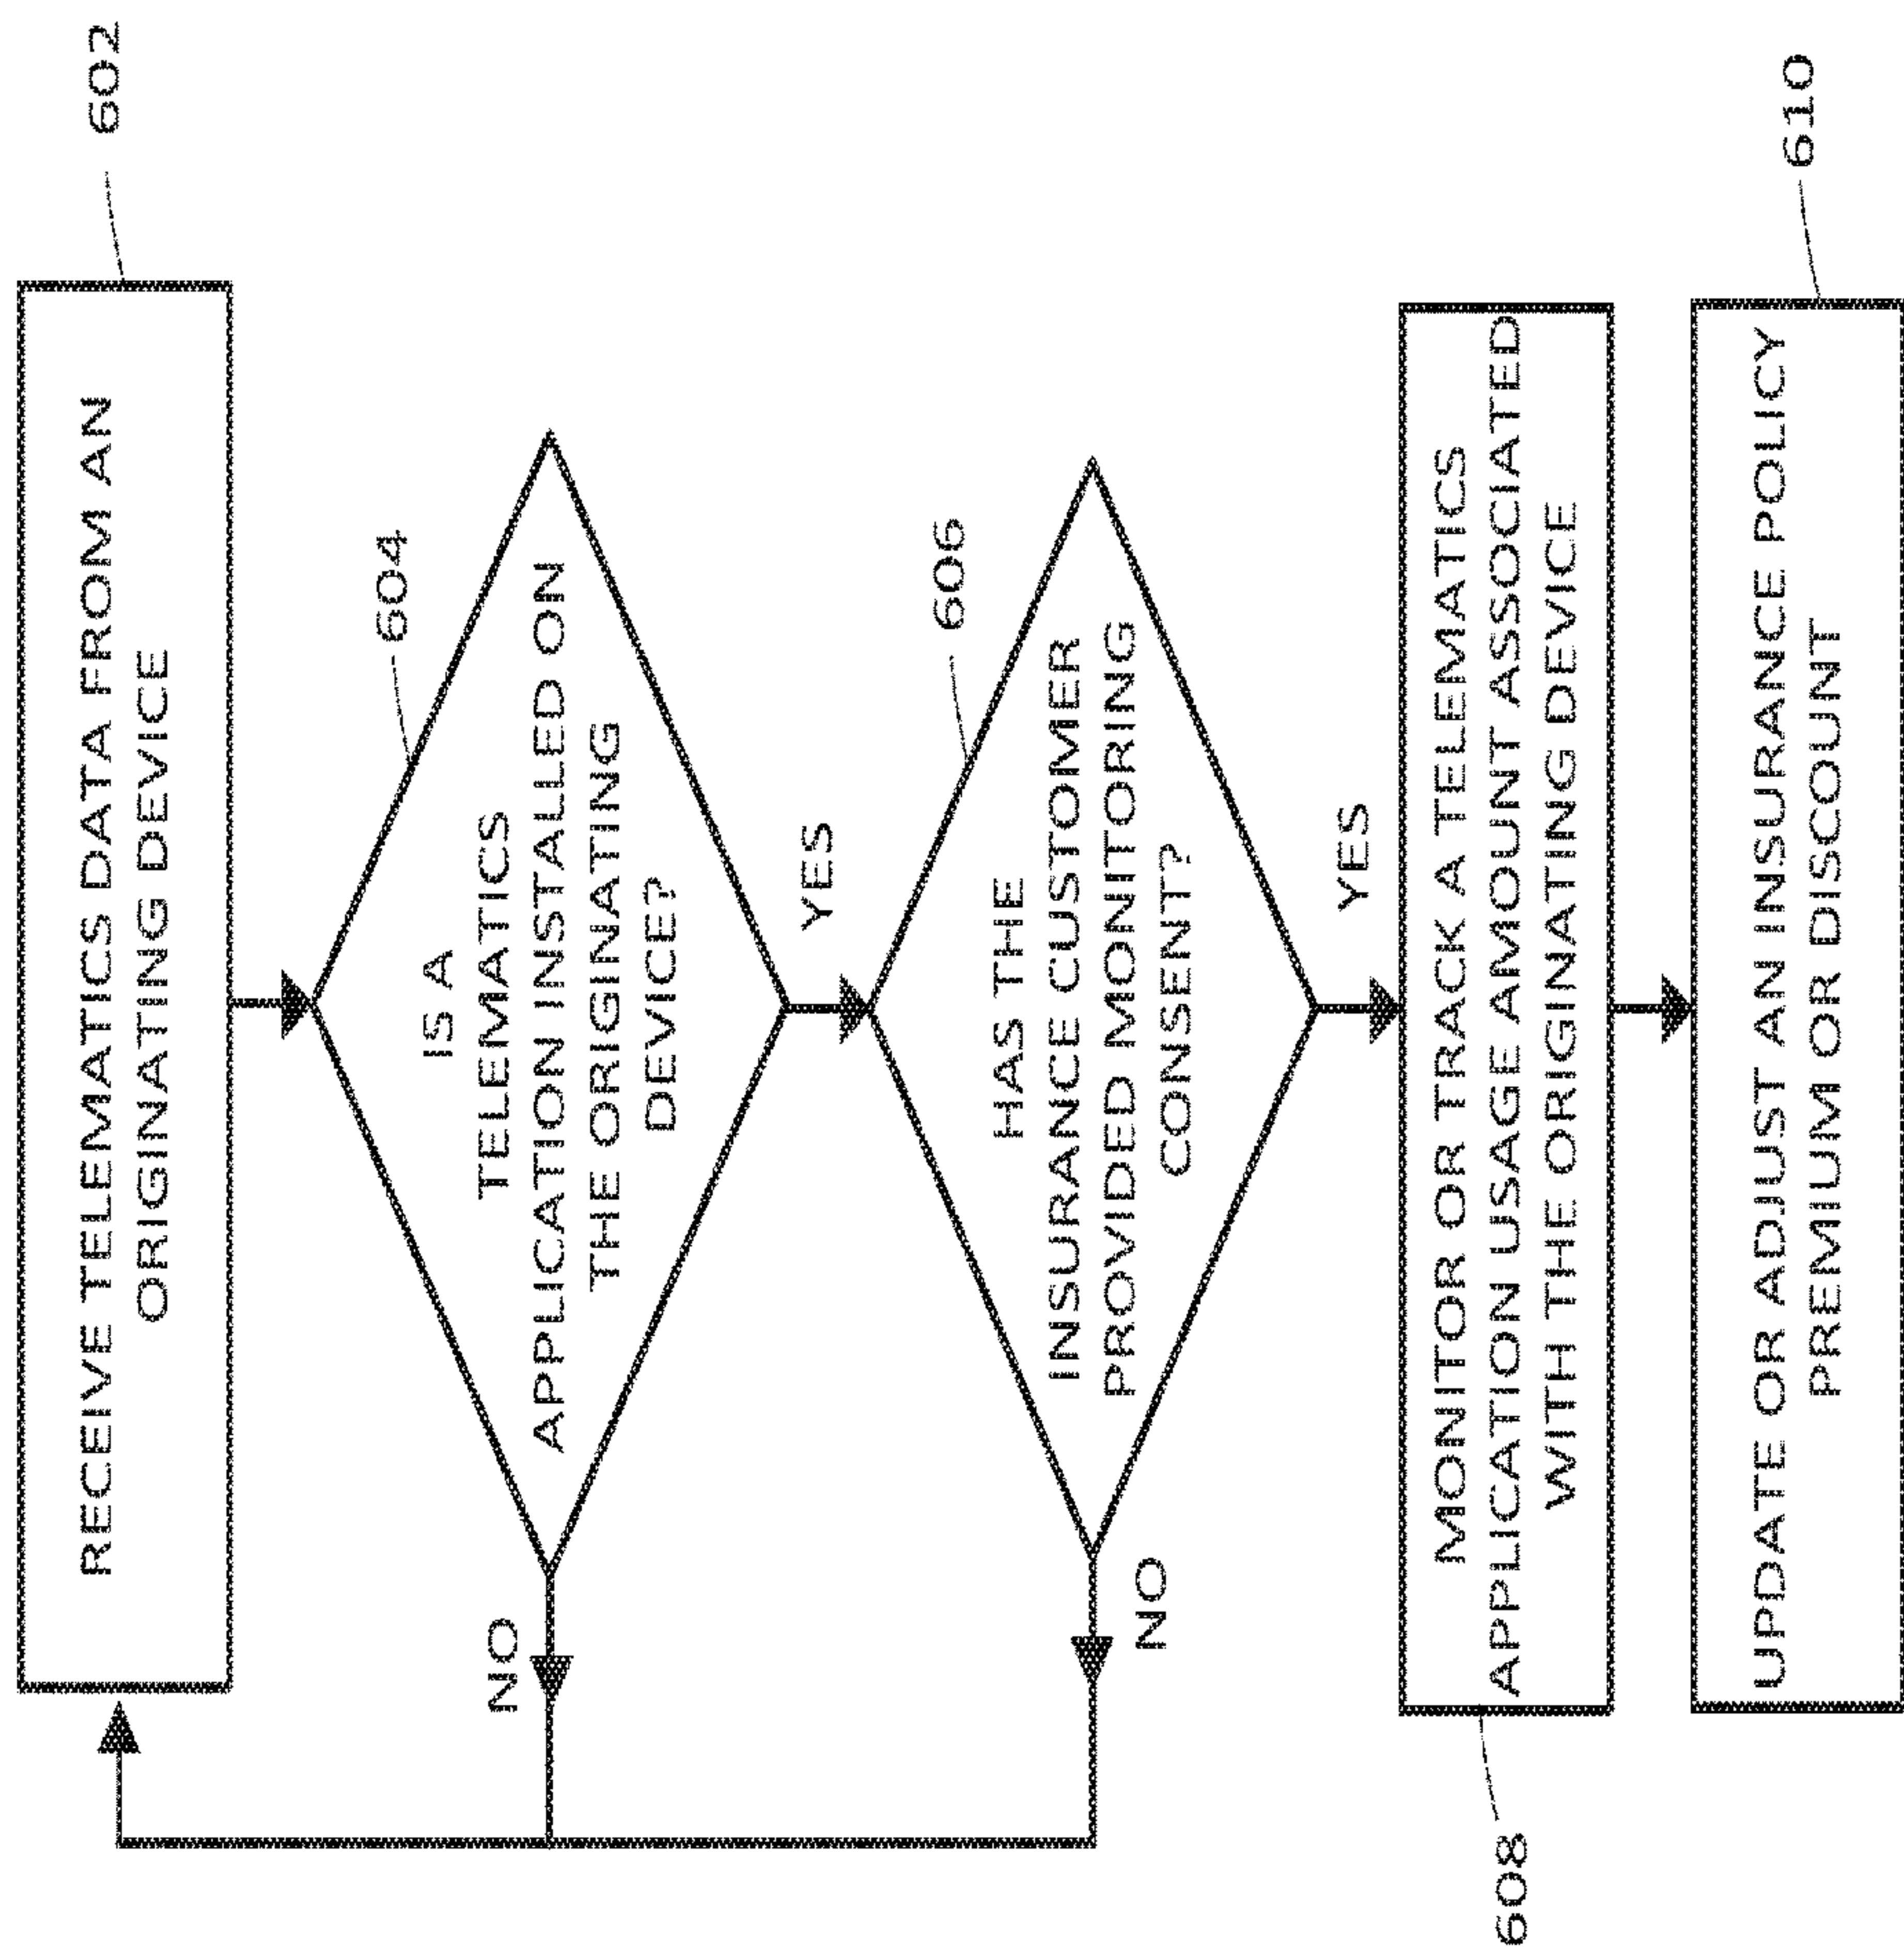 602
RECEIVE TELEMATICS DATA FROM AN
ORIGINATING DEVICE
604
IS A
TELEMATICS
APPLICATION INSTALLED ON
THE ORIGINATING
DEVICE?
NO
YES
606
HAS THE
INSURANCE CUSTOMER
PROVIDED MONITORING
CONSENT?
NO
YES
608
MONITOR OR TRACK A TELEMATICS
APPLICATION USAGE AMOUNT ASSOCIATED
WITH THE ORIGINATING DEVICE
610
UPDATE OR ADJUST AN INSURANCE POLICY
PREMIUM OR DISCOUNT